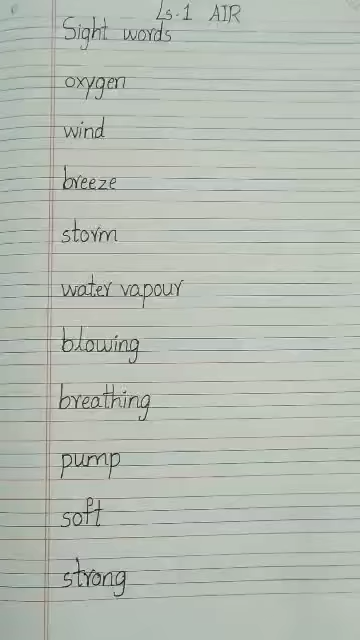 Ls-1 AIR
Sight words
oxygen
wind
breeze
storm
water vapour
blowing
breathing
pump
soft
strong